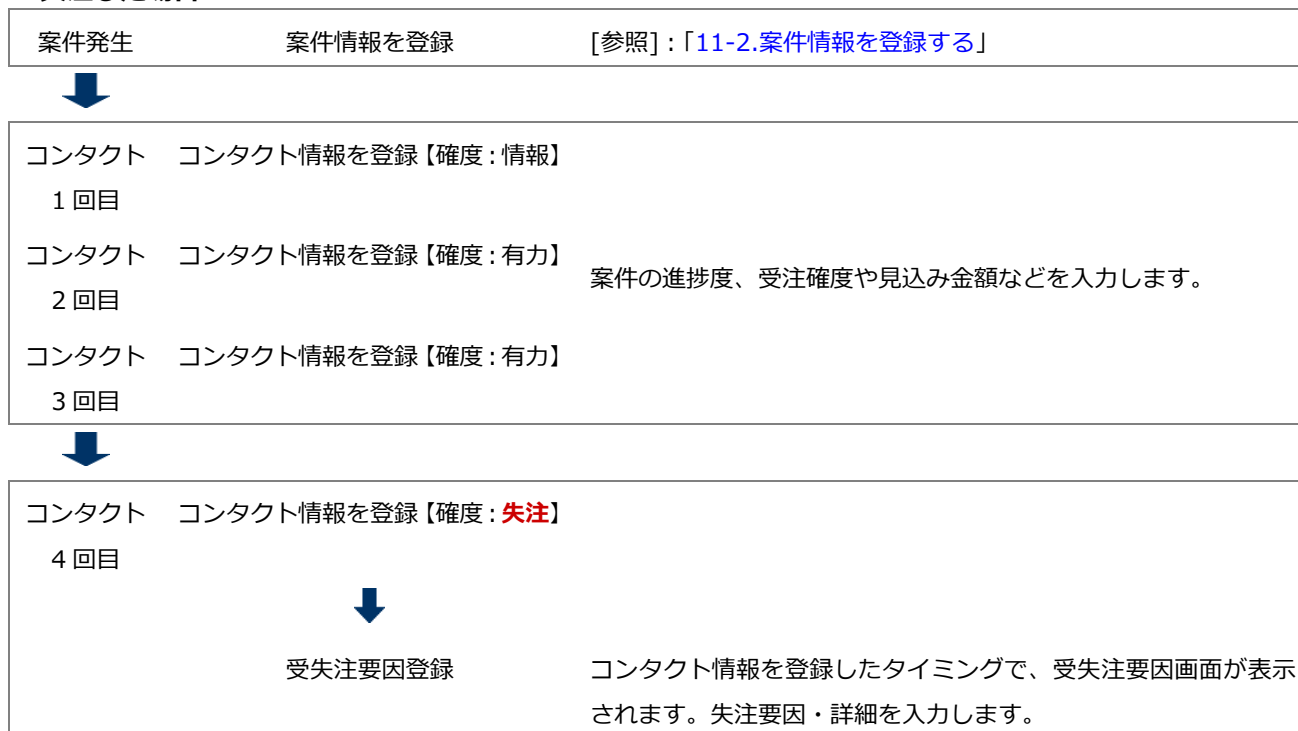 案件発生 案件情報を登録 [参照]：「11-2.案件情報を登録する」
コンタクト コンタクト情報を登録【確度：情報】
1 回目
コンタクト コンタクト情報を登録【確度：有力】
2 回目
案件の進捗度、受注確度や見込み金額などを入力します。
コンタクト コンタクト情報を登録【確度：有力】
3 回目
コンタクト コンタクト情報を登録【確度：失注】
4 回目
受失注要因登録 コンタクト情報を登録したタイミングで、受失注要因画面が表示
されます。失注要因・詳細を入力します。